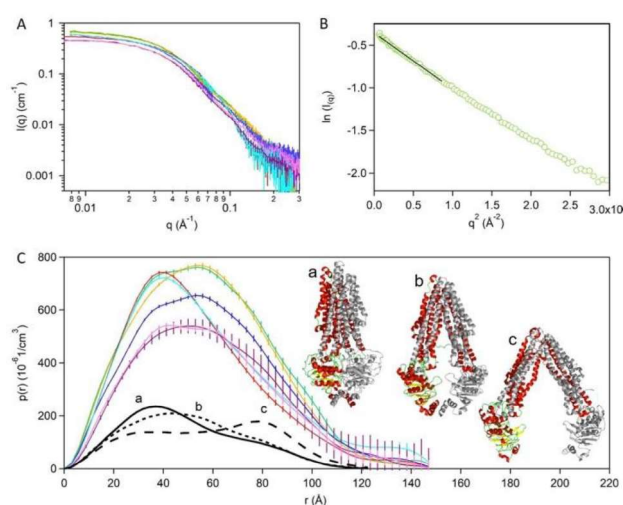 A
1
0.1
0.01
0.001
I(q) (cm⁻¹)
8 9
0.01
2
3
4
5 6 7 8 9
0.1
2
3
q (Å⁻¹)
B
-0.5
-1.0
-1.5
-2.0
ln (I(q))
0.0
0.5
1.0
1.5
2.0
2.5
3.0x10
q² (Å⁻²)
C
800
600
400
200
0
p(r) (10⁻⁶1/cm³)
a
b
c
a
b
c
0
20
40
60
80
100
120
140
160
180
200
220
r (Å)